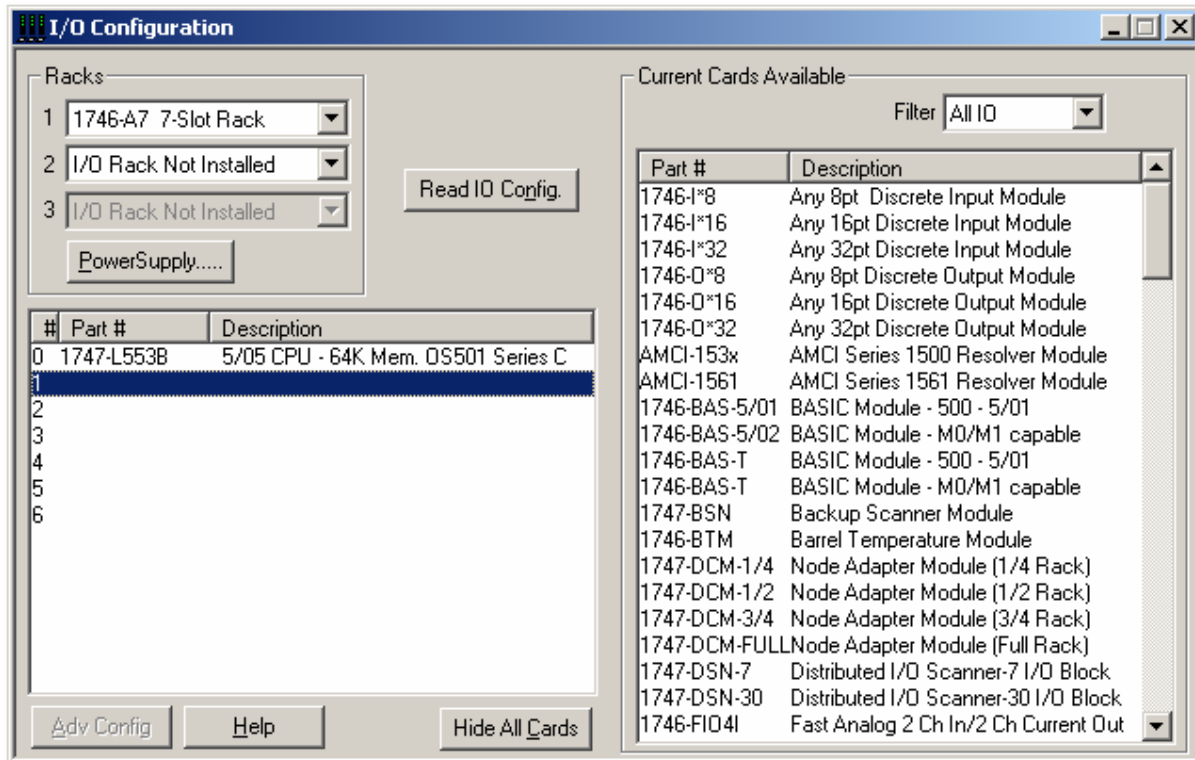 I/O Configuration
Racks
1 1746-A7 7-Slot Rack
2 I/O Rack Not Installed
3 I/O Rack Not Installed
PowerSupply.....
Read IO Config.
# Part # Description
0 1747-L553B 5/05 CPU - 64K Mem. OS501 Series C
1
2
3
4
5
6
Adv Config
Help
Hide All Cards
Current Cards Available
Filter All IO
Part # Description
1746-I*8 Any 8pt Discrete Input Module
1746-I*16 Any 16pt Discrete Input Module
1746-I*32 Any 32pt Discrete Input Module
1746-O*8 Any 8pt Discrete Output Module
1746-O*16 Any 16pt Discrete Output Module
1746-O*32 Any 32pt Discrete Output Module
AMCI-153x AMCI Series 1500 Resolver Module
AMCI-1561 AMCI Series 1561 Resolver Module
1746-BAS-5/01 BASIC Module - 500 - 5/01
1746-BAS-5/02 BASIC Module - M0/M1 capable
1746-BAS-T BASIC Module - 500 - 5/01
1746-BAS-T BASIC Module - M0/M1 capable
1747-BSN Backup Scanner Module
1746-BTM Barrel Temperature Module
1747-DCM-1/4 Node Adapter Module (1/4 Rack)
1747-DCM-1/2 Node Adapter Module (1/2 Rack)
1747-DCM-3/4 Node Adapter Module (3/4 Rack)
1747-DCM-FULL Node Adapter Module (Full Rack)
1747-DSN-7 Distributed I/O Scanner-7 I/O Block
1747-DSN-30 Distributed I/O Scanner-30 I/O Block
1746-FIO4I Fast Analog 2 Ch In/2 Ch Current Out